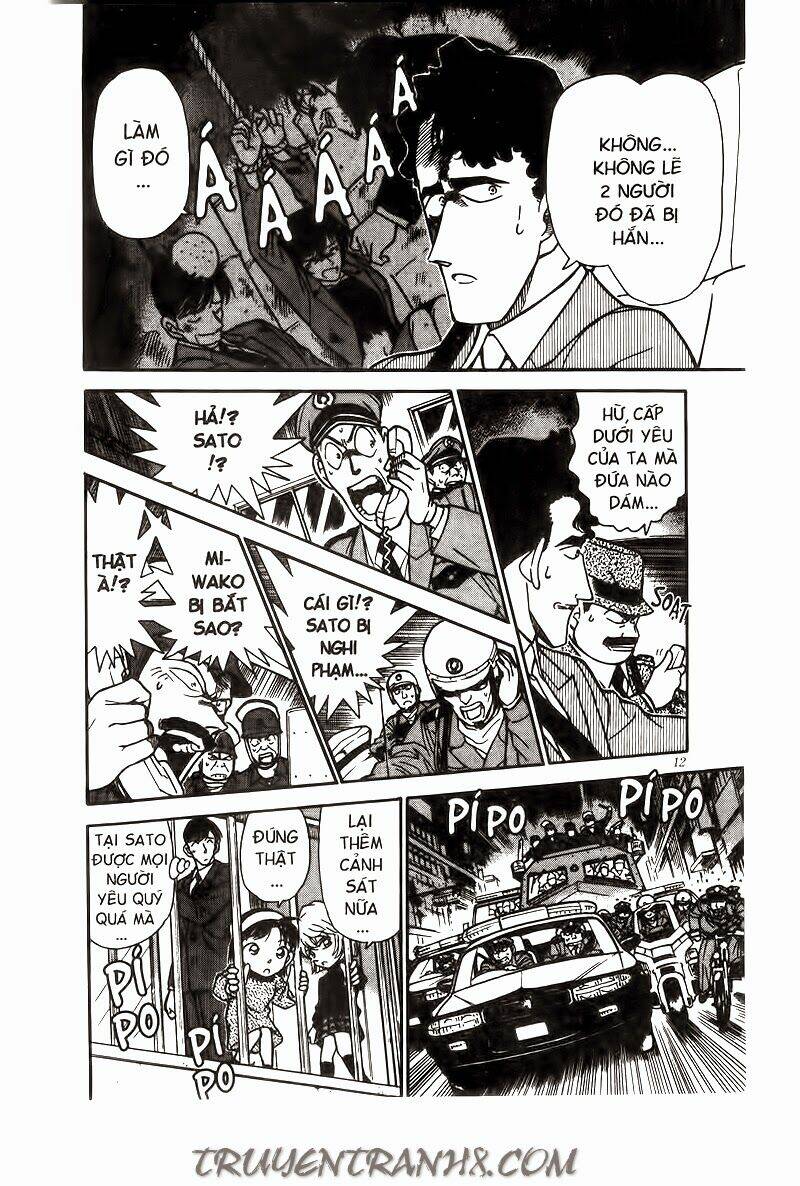 KHÔNG...
KHÔNG LẼ
2 NGƯỜI
ĐÓ ĐÃ BỊ
HẮN...
Á
Á
Á
Á
Á
LÀM
GÌ ĐÓ
...
HỪ, CẤP
DƯỚI YÊU
CỦA TA MÀ
ĐỨA NÀO
DÁM...
SOẠT
HẢ!?
SATO
!?
CÁI GÌ!?
SATO BỊ
NGHI
PHẠM...
MI-
WAKO
BỊ BẮT
SAO?
THẬT
À!?
12
PÍ PO
PÍ PO
LẠI
THÊM
CẢNH
SÁT
NỮA
...
ĐÚNG
THẬT
...
TẠI SATO
ĐƯỢC MỌI
NGƯỜI
YÊU QUÝ
QUÁ MÀ
...
PÍ
PO
PÍ
PO
TRUYENTRANH8.COM